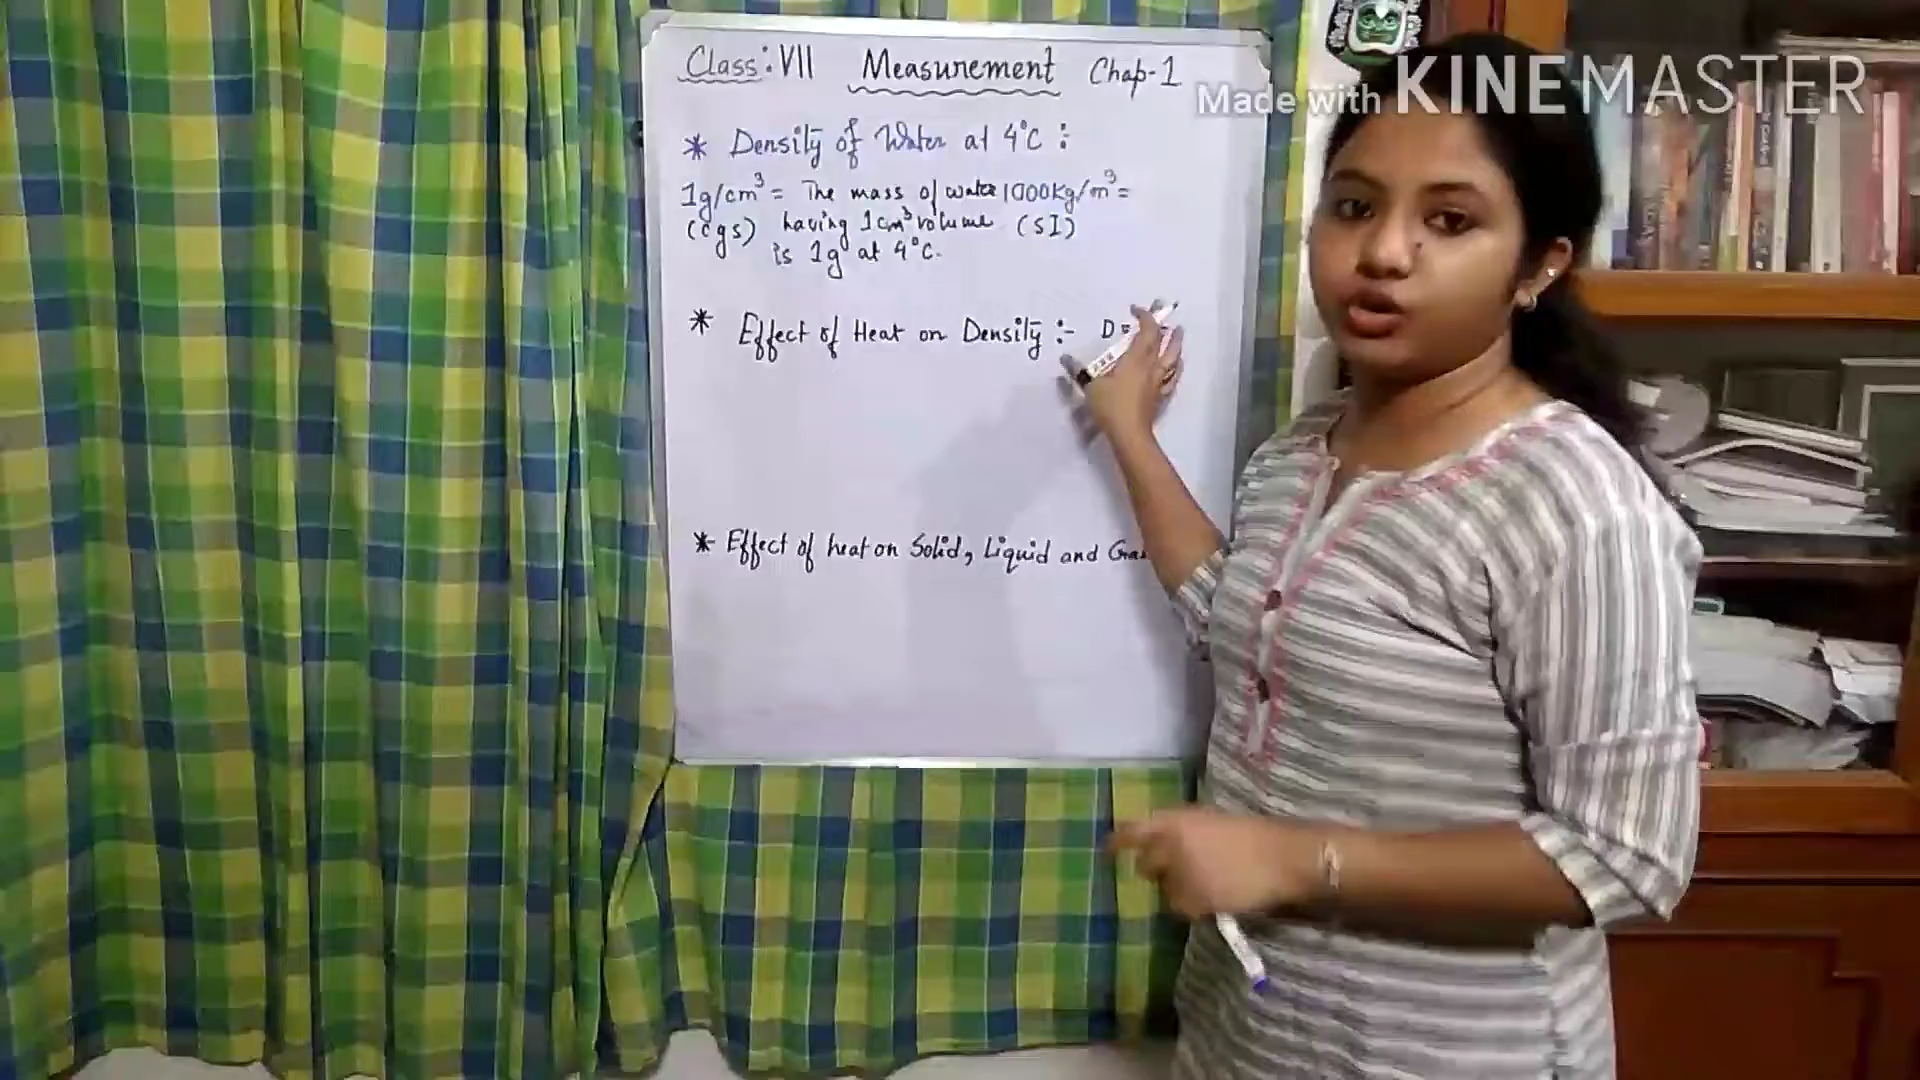 Class: VII Measurement Chap-1
Made with KINEMASTER
* Density of Water at 4°C :
1g/cm³ = The mass of water 1000Kg/m³ =
(cgs) having 1cm³ volume (SI)
is 1g at 4°C.
* Effect of Heat on Density :- D =
* Effect of heat on Solid, Liquid and Gas